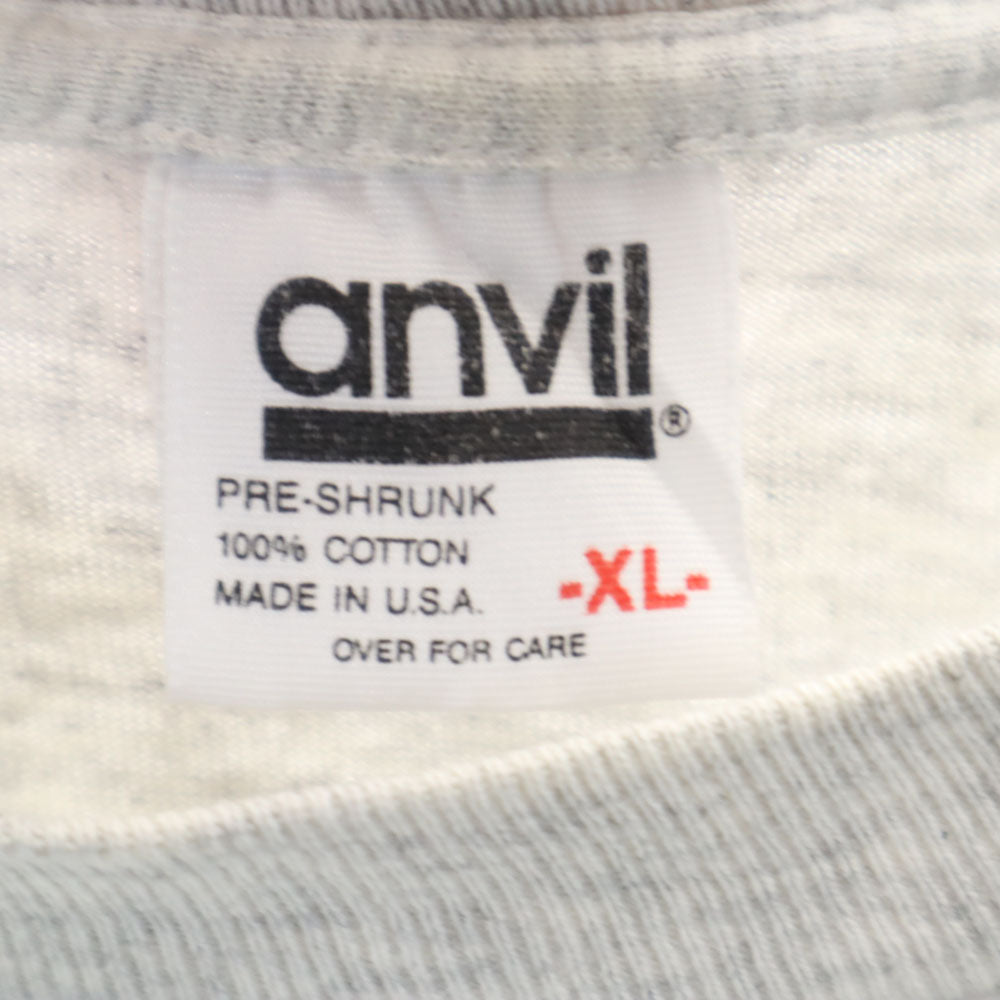 anvil®
PRE-SHRUNK
100% COTTON
MADE IN U.S.A.
-XL-
OVER FOR CARE